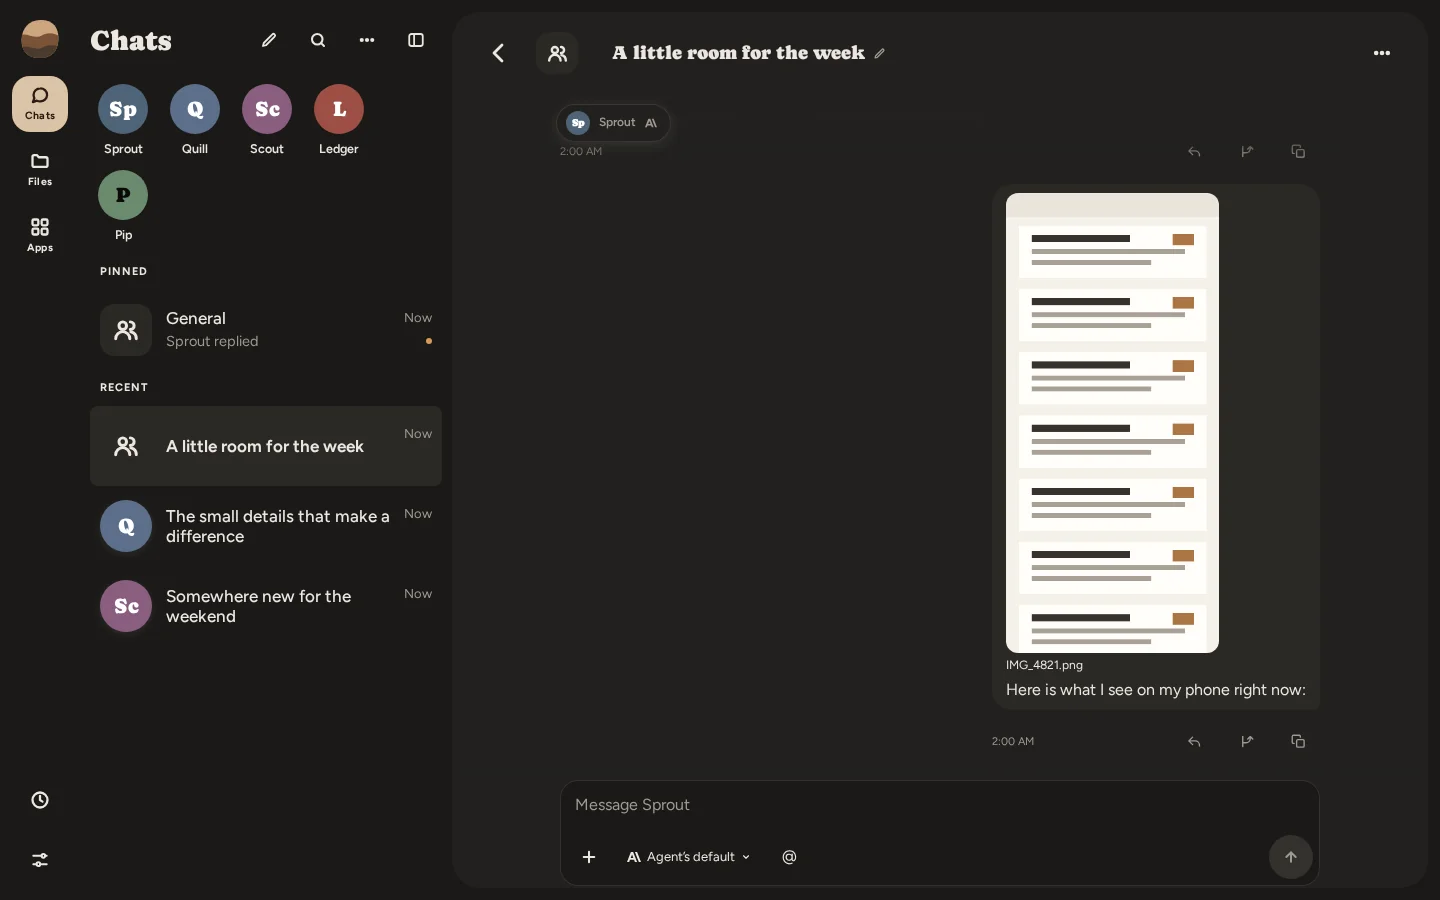 Chats
Chats
Files
Apps
Sp
Sprout
Q
Quill
Sc
Scout
L
Ledger
P
Pip
PINNED
General
Now
Sprout replied
RECENT
A little room for the week
Now
Q
The small details that make a
difference
Now
Sc
Somewhere new for the
weekend
Now
A little room for the week
Sp
Sprout
2:00 AM
IMG_4821.png
Here is what I see on my phone right now:
2:00 AM
Message Sprout
Agent's default
@